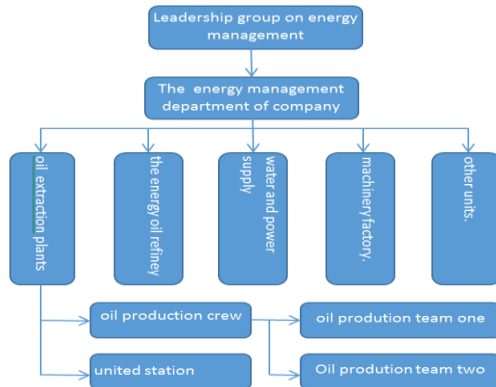 Leadership group on energy
management
The energy management
department of company
oil extraction plants
the energy oil refiney
water and power
supply
machinery factory.
other units.
oil production crew
oil prodution team one
united station
Oil prodution team two